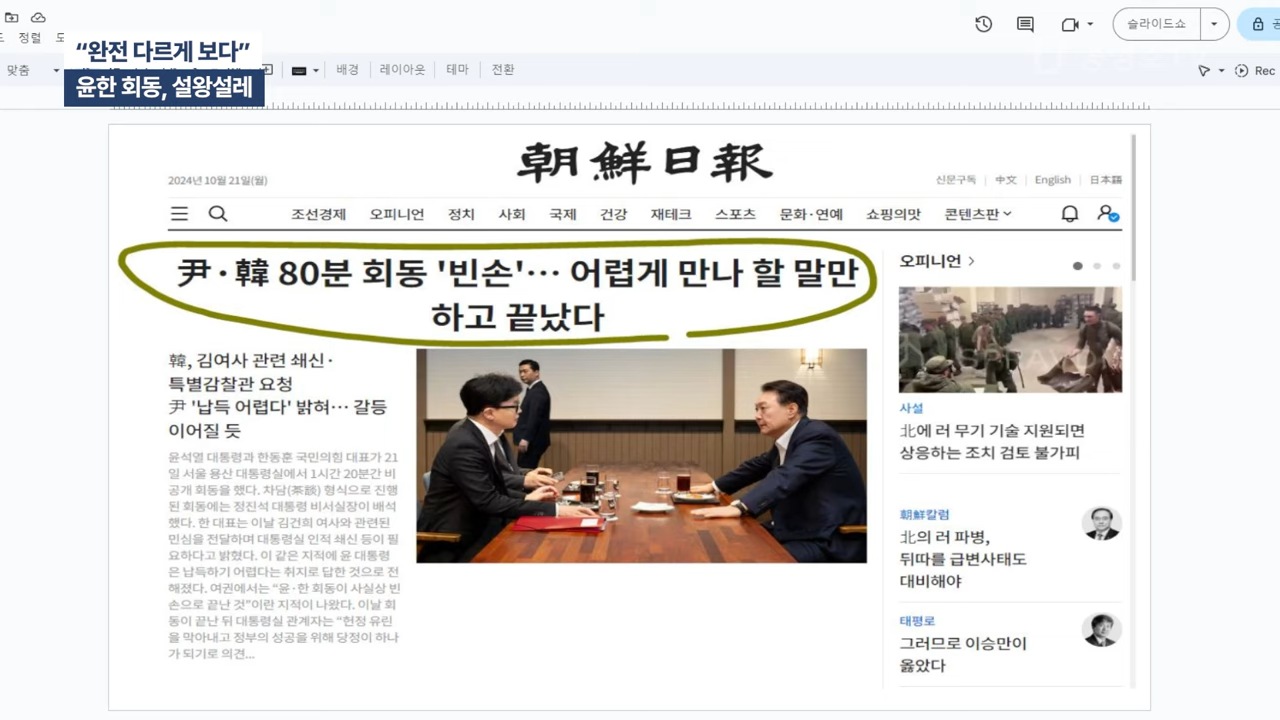 정렬
슬라이드쇼
“완전 다르게 보다”
맞춤
배경
레이아웃
테마
전환
Rec
윤한 회동, 설왕설레
朝鮮日報
2024년 10월 21일(월)
신문구독
中文
English
日本語
조선경제 오피니언 정치 사회 국제 건강 재테크 스포츠 문화·연예 쇼핑의맛 콘텐츠판
尹·韓 80분 회동 '빈손'… 어렵게 만나 할 말만
하고 끝났다
韓, 김여사 관련 쇄신·
특별감찰관 요청
尹 '납득 어렵다' 밝혀… 갈등
이어질 듯
윤석열 대통령과 한동훈 국민의힘 대표가 21
일 서울 용산 대통령실에서 1시간 20분간 비
공개 회동을 했다. 차담(茶談) 형식으로 진행
된 회동에는 정진석 대통령 비서실장이 배석
했다. 한 대표는 이날 김건희 여사와 관련된
민심을 전달하며 대통령실 인적 쇄신 등이 필
요하다고 밝혔다. 이 같은 지적에 윤 대통령
은 납득하기 어렵다는 취지로 답한 것으로 전
해졌다. 여권에서는 “윤·한 회동이 사실상 빈
손으로 끝난 것”이란 지적이 나왔다. 이날 회
동이 끝난 뒤 대통령실 관계자는 “헌정 유린
을 막아내고 정부의 성공을 위해 당정이 하나
가 되기로 의견...
오피니언
사설
北에 러 무기 기술 지원되면
상응하는 조치 검토 불가피
朝鮮칼럼
北의 러 파병,
뒤따를 급변사태도
대비해야
태평로
그러므로 이승만이
옳았다